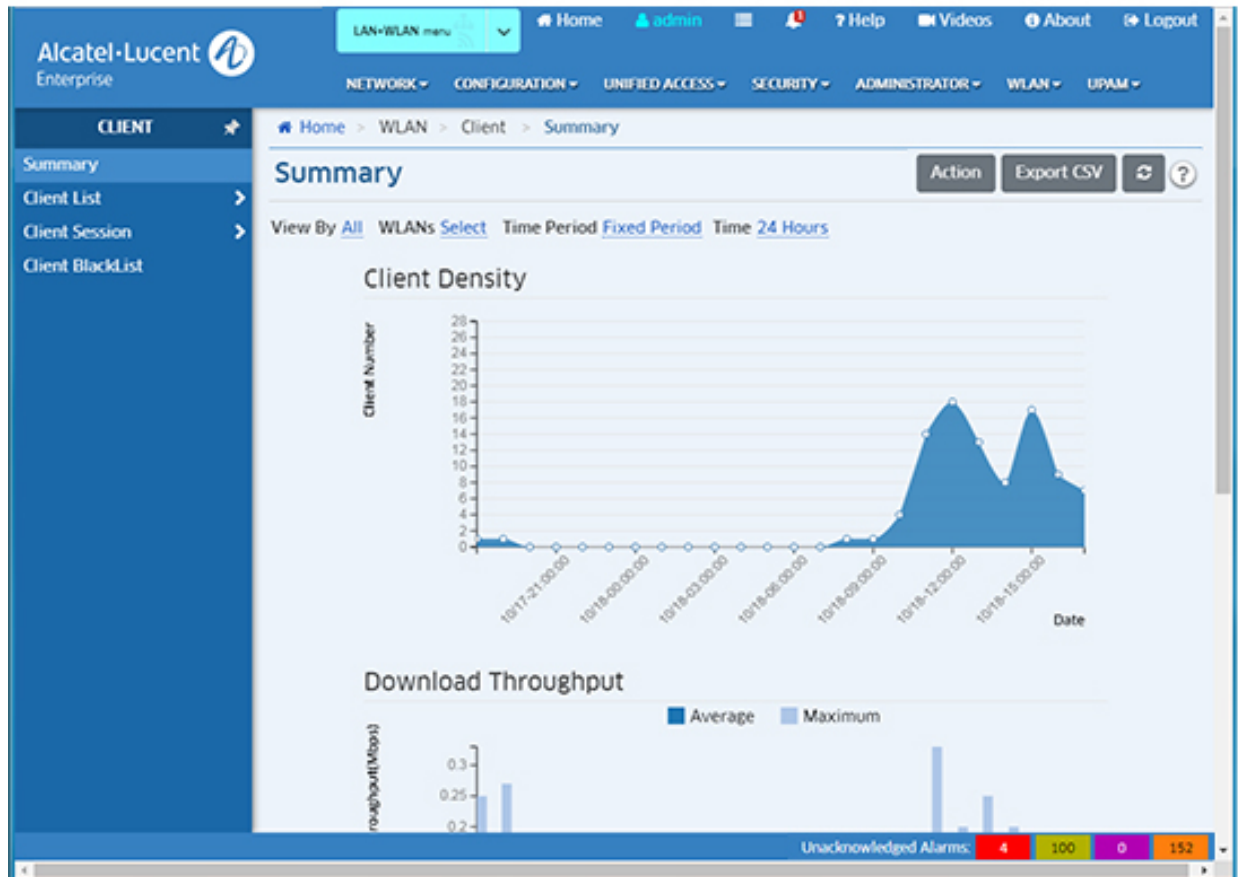 Alcatel·Lucent
Enterprise
LAN+WLAN menu
Home admin 1 ? Help Videos About Logout
NETWORK CONFIGURATION UNIFIED ACCESS SECURITY ADMINISTRATOR WLAN UPAM
CLIENT
Summary
Client List
Client Session
Client BlackList
Home > WLAN > Client > Summary
Summary
Action Export CSV ?
View By All WLANs Select Time Period Fixed Period Time 24 Hours
Client Density
Client Number
28
26
24
22
20
18
16
14
12
10
8
6
4
2
0
10/17-21:00:00 10/18-00:00:00 10/18-03:00:00 10/18-06:00:00 10/18-09:00:00 10/18-12:00:00 10/18-15:00:00
Date
Download Throughput
Average Maximum
roughput(Mbps)
0.3
0.25
0.2
Unacknowledged Alarms: 4 100 0 152